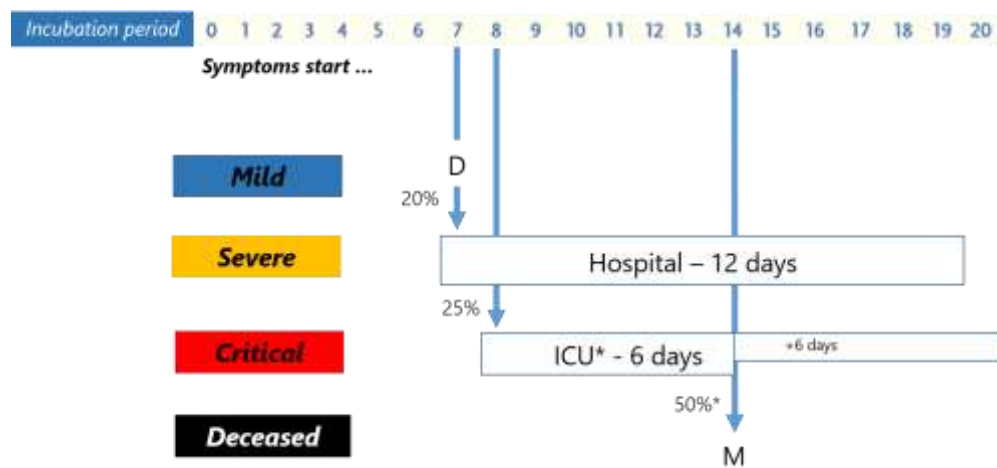 Incubation period 0 1 2 3 4 5 6 7 8 9 10 11 12 13 14 15 16 17 18 19 20
Symptoms start ...
D
Mild
20%
Severe
Hospital – 12 days
25%
Critical
ICU* - 6 days
+6 days
50%*
Deceased
M